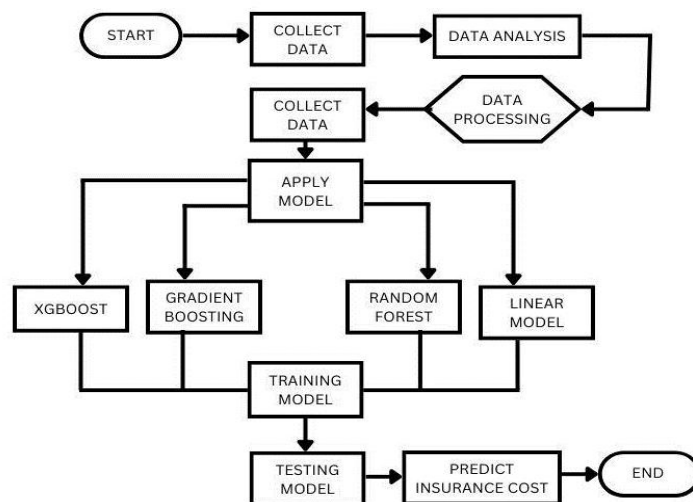 START
COLLECT
DATA
DATA ANALYSIS
COLLECT
DATA
DATA
PROCESSING
APPLY
MODEL
XGBOOST
GRADIENT
BOOSTING
RANDOM
FOREST
LINEAR
MODEL
TRAINING
MODEL
TESTING
MODEL
PREDICT
INSURANCE COST
END